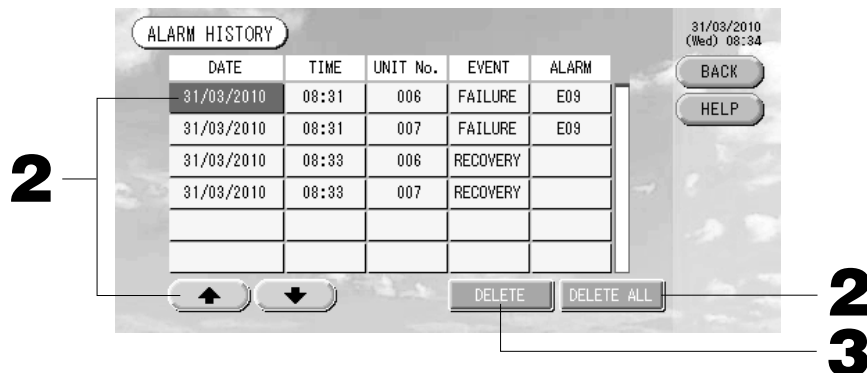 ALARM HISTORY
31/03/2010
(Wed) 08:34
DATE TIME UNIT No. EVENT ALARM
BACK
31/03/2010 08:31 006 FAILURE E09
HELP
31/03/2010 08:31 007 FAILURE E09
2
31/03/2010 08:33 006 RECOVERY
31/03/2010 08:33 007 RECOVERY
DELETE DELETE ALL
2
3